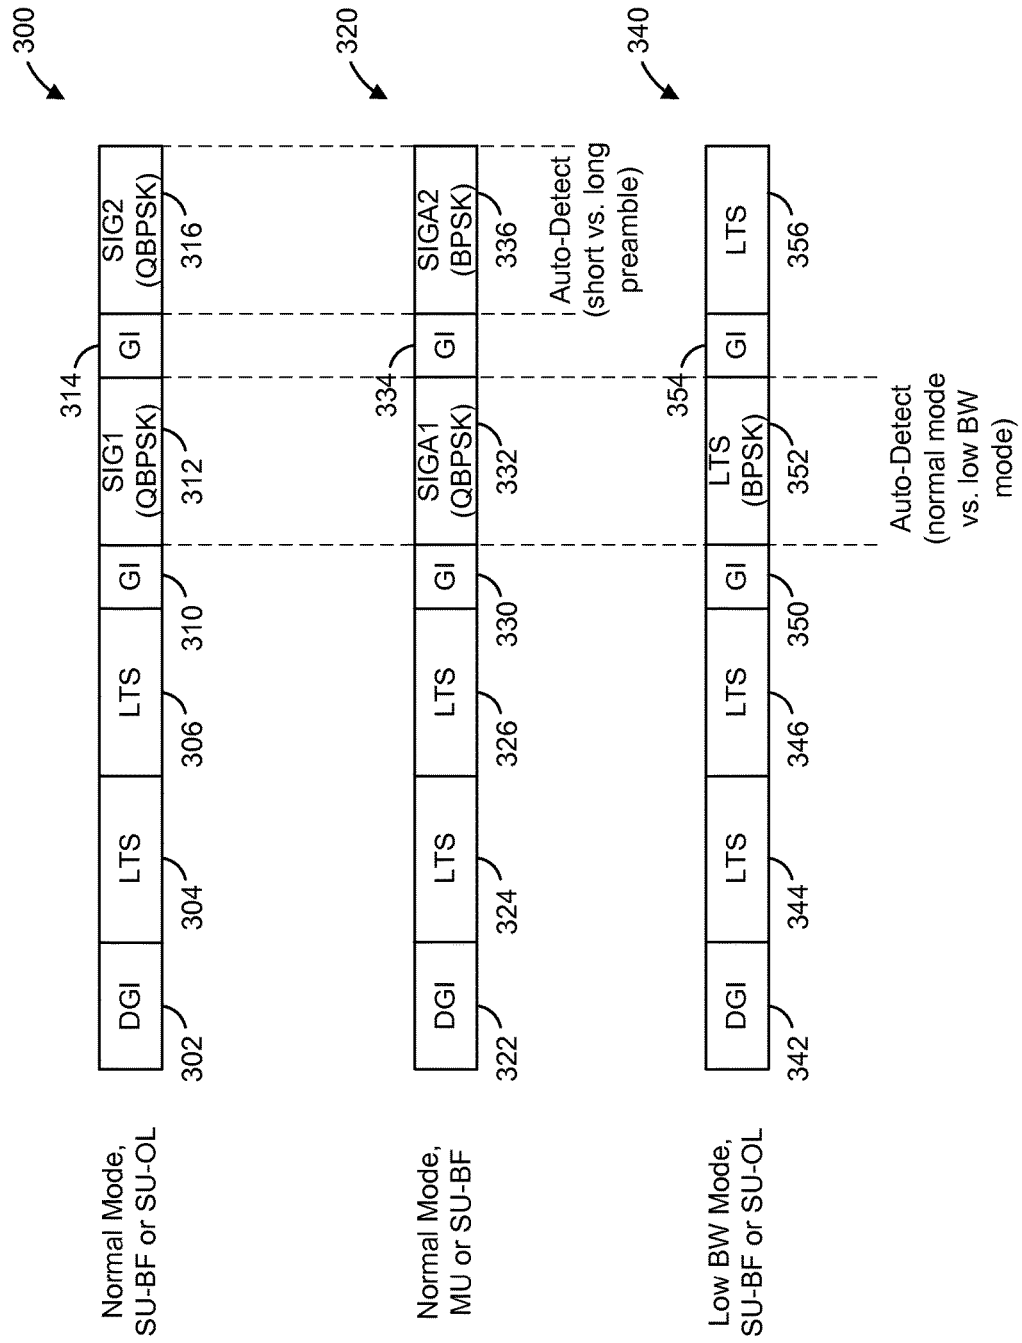 300
Normal Mode,
SU-BF or SU-OL
DGI
LTS
LTS
GI
SIG1
(QBPSK)
GI
SIG2
(QBPSK)
302
304
306
310
312
314
316
320
Normal Mode,
MU or SU-BF
DGI
LTS
LTS
GI
SIGA1
(QBPSK)
GI
SIGA2
(BPSK)
322
324
326
330
332
334
336
Auto-Detect
(short vs. long
preamble)
340
Low BW Mode,
SU-BF or SU-OL
DGI
LTS
LTS
GI
LTS
(BPSK)
GI
LTS
342
344
346
350
352
354
356
Auto-Detect
(normal mode
vs. low BW
mode)